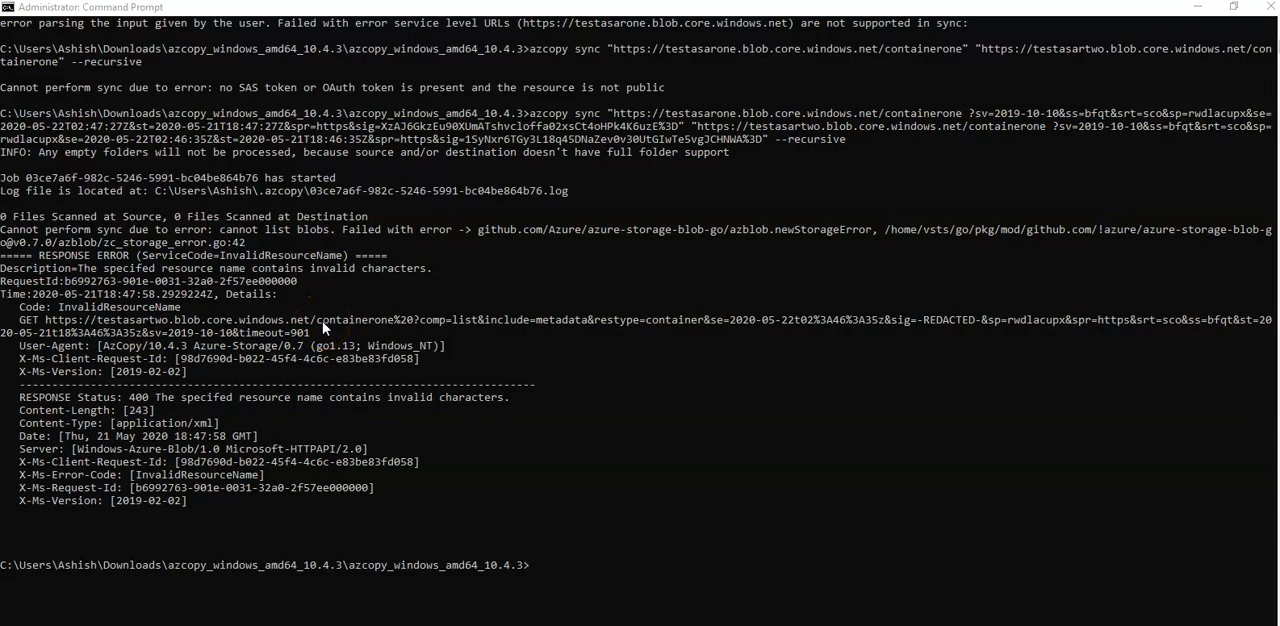 Administrator: Command Prompt
error parsing the input given by the user. Failed with error service level URLs (https://testasarone.blob.core.windows.net) are not supported in sync:
C:\Users\Ashish\Downloads\azcopy_windows_amd64_10.4.3\azcopy_windows_amd64_10.4.3>azcopy sync "https://testasarone.blob.core.windows.net/containerone" "https://testasartwo.blob.core.windows.net/con
tainerone" --recursive
Cannot perform sync due to error: no SAS token or OAuth token is present and the resource is not public
C:\Users\Ashish\Downloads\azcopy_windows_amd64_10.4.3\azcopy_windows_amd64_10.4.3>azcopy sync "https://testasarone.blob.core.windows.net/containerone ?sv=2019-10-10&ss=bfqt&srt=sco&sp=rwdlacupx&se=
2020-05-22T02:47:27Z&st=2020-05-21T18:47:27Z&spr=https&sig=XzAJ6GkzEu90XUmATshvcloffa02xsCt4oHPk4K6uzE%3D" "https://testasartwo.blob.core.windows.net/containerone ?sv=2019-10-10&ss=bfqt&srt=sco&sp=
rwdlacupx&se=2020-05-22T02:46:35Z&st=2020-05-21T18:46:35Z&spr=https&sig=1SyNxr6TGy3L18q45DNaZev0v30UtGIwTe5vgJCHNWA%3D" --recursive
INFO: Any empty folders will not be processed, because source and/or destination doesn't have full folder support
Job 03ce7a6f-982c-5246-5991-bc04be864b76 has started
Log file is located at: C:\Users\Ashish\.azcopy\03ce7a6f-982c-5246-5991-bc04be864b76.log
0 Files Scanned at Source, 0 Files Scanned at Destination
Cannot perform sync due to error: cannot list blobs. Failed with error -> github.com/Azure/azure-storage-blob-go/azblob.newStorageError, /home/vsts/go/pkg/mod/github.com/!azure/azure-storage-blob-g
o@v0.7.0/azblob/zc_storage_error.go:42
===== RESPONSE ERROR (ServiceCode=InvalidResourceName) =====
Description=The specifed resource name contains invalid characters.
RequestId:b6992763-901e-0031-32a0-2f57ee000000
Time:2020-05-21T18:47:58.2929224Z, Details:
Code: InvalidResourceName
GET https://testasartwo.blob.core.windows.net/containerone%20?comp=list&include=metadata&restype=container&se=2020-05-22t02%3A46%3A35z&sig=-REDACTED-&sp=rwdlacupx&spr=https&srt=sco&ss=bfqt&st=20
20-05-21t18%3A46%3A35z&sv=2019-10-10&timeout=901
User-Agent: [AzCopy/10.4.3 Azure-Storage/0.7 (go1.13; Windows_NT)]
X-Ms-Client-Request-Id: [98d7690d-b022-45f4-4c6c-e83be83fd058]
X-Ms-Version: [2019-02-02]
--------------------------------------------------------------------------------
RESPONSE Status: 400 The specifed resource name contains invalid characters.
Content-Length: [243]
Content-Type: [application/xml]
Date: [Thu, 21 May 2020 18:47:58 GMT]
Server: [Windows-Azure-Blob/1.0 Microsoft-HTTPAPI/2.0]
X-Ms-Client-Request-Id: [98d7690d-b022-45f4-4c6c-e83be83fd058]
X-Ms-Error-Code: [InvalidResourceName]
X-Ms-Request-Id: [b6992763-901e-0031-32a0-2f57ee000000]
X-Ms-Version: [2019-02-02]
C:\Users\Ashish\Downloads\azcopy_windows_amd64_10.4.3\azcopy_windows_amd64_10.4.3>